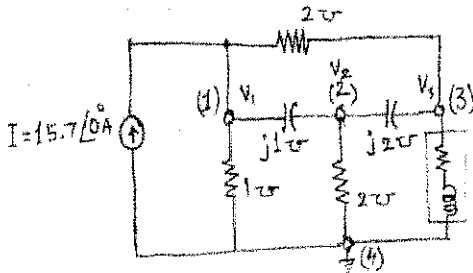 2℧
V₂
(1) V₁ (2) V₃ (3)
I=15.7∠0°A
j1℧ j2℧
1℧ 2℧
(4)